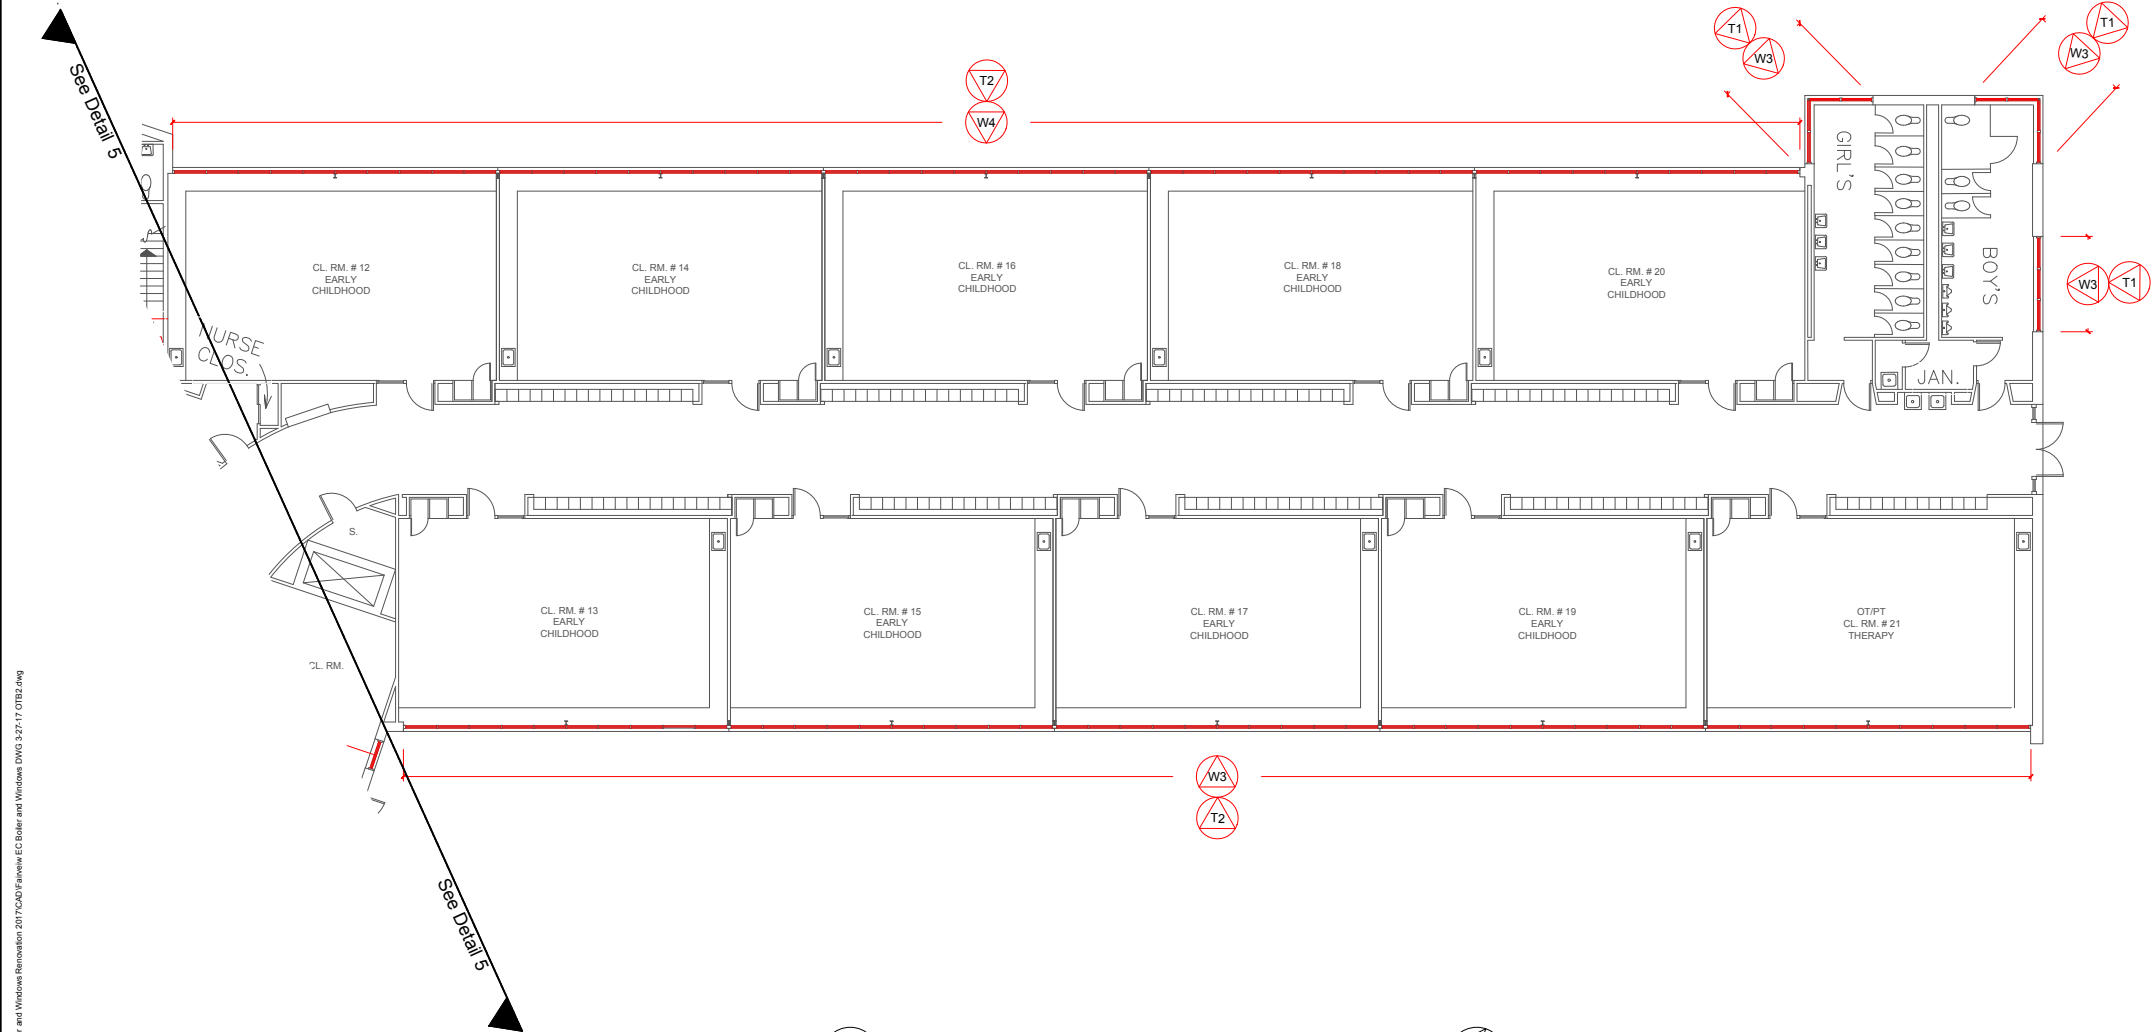 See Detail 5
T2
W4
T1
W3
T1
W3
W3
T1
GIRL'S
BOY'S
JAN.
NURSE
CLOS.
CL. RM. # 12
EARLY
CHILDHOOD
CL. RM. # 14
EARLY
CHILDHOOD
CL. RM. # 16
EARLY
CHILDHOOD
CL. RM. # 18
EARLY
CHILDHOOD
CL. RM. # 20
EARLY
CHILDHOOD
S.
CL. RM.
CL. RM. # 13
EARLY
CHILDHOOD
CL. RM. # 15
EARLY
CHILDHOOD
CL. RM. # 17
EARLY
CHILDHOOD
CL. RM. # 19
EARLY
CHILDHOOD
OT/PT
CL. RM. # 21
THERAPY
W3
T2
See Detail 5
r and Windows Renovation 2017\CAD\Fairveiw EC Boiler and Windows DWG 3-27-17 OTB2.dwg